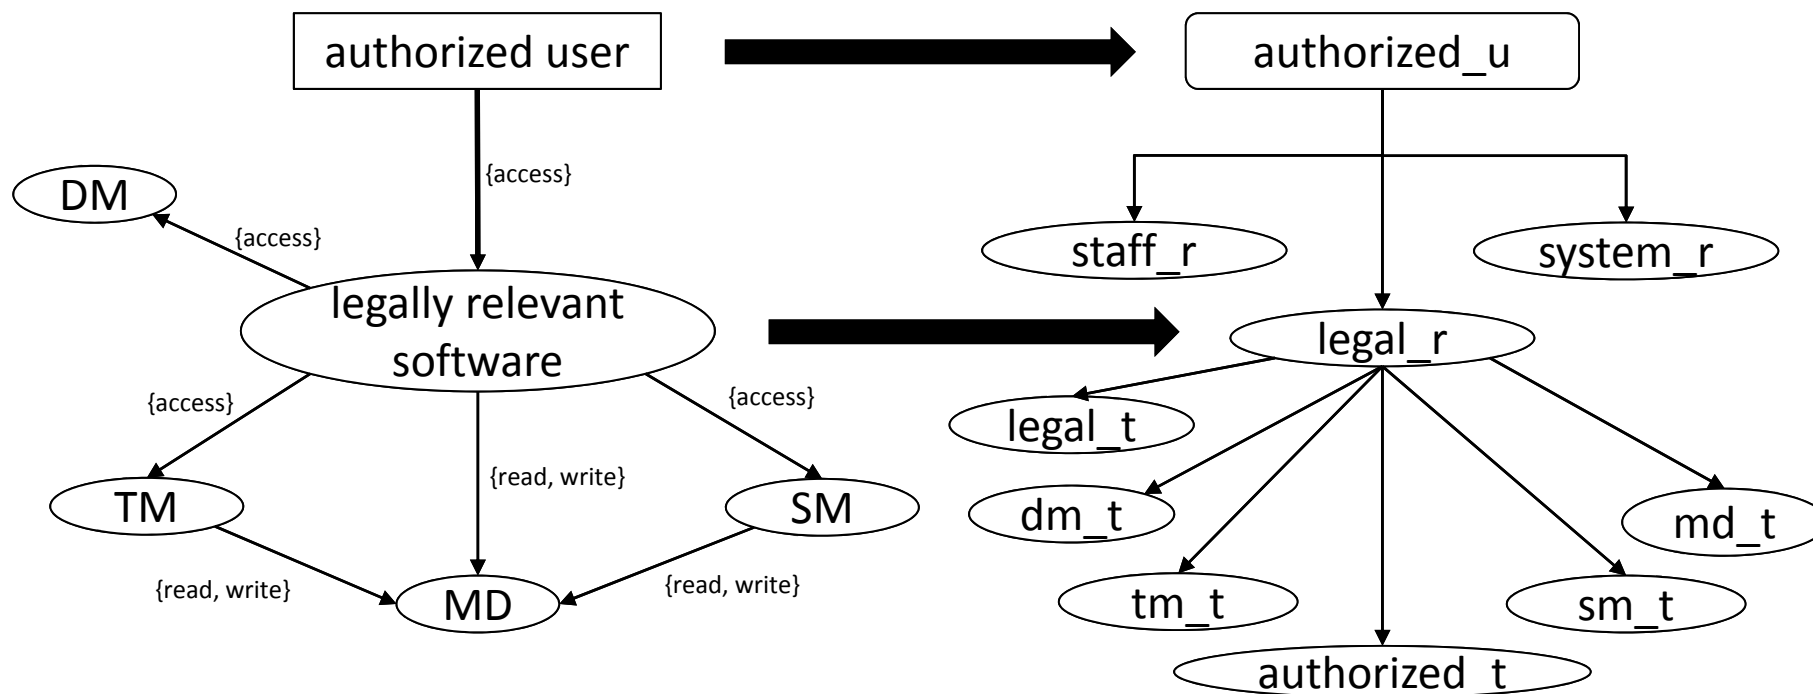 authorized user
authorized_u
{access}
DM
{access}
staff_r
system_r
legally relevant
software
legal_r
{access}
{access}
legal_t
{read, write}
TM
SM
dm_t
md_t
{read, write}
{read, write}
MD
tm_t
sm_t
authorized_t